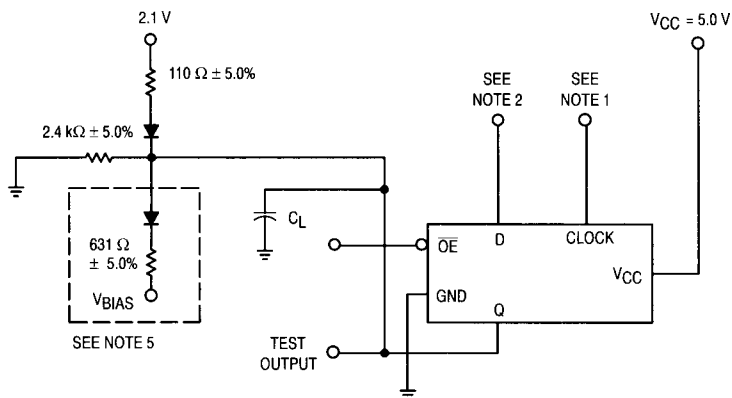 2.1 V
VCC = 5.0 V
110 Ω ± 5.0%
SEE
NOTE 2
SEE
NOTE 1
2.4 kΩ ± 5.0%
CL
631 Ω
± 5.0%
VBIAS
OE
D
CLOCK
VCC
GND
Q
SEE NOTE 5
TEST
OUTPUT